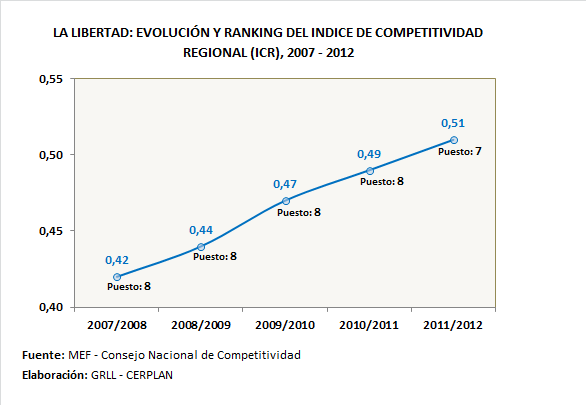 LA LIBERTAD: EVOLUCIÓN Y RANKING DEL INDICE DE COMPETITIVIDAD
REGIONAL (ICR), 2007 - 2012
0,55
0,50
0,45
0,40
0,42
Puesto: 8
0,44
Puesto: 8
0,47
Puesto: 8
0,49
Puesto: 8
0,51
Puesto: 7
2007/2008 2008/2009 2009/2010 2010/2011 2011/2012
Fuente: MEF - Consejo Nacional de Competitividad
Elaboración: GRLL - CERPLAN